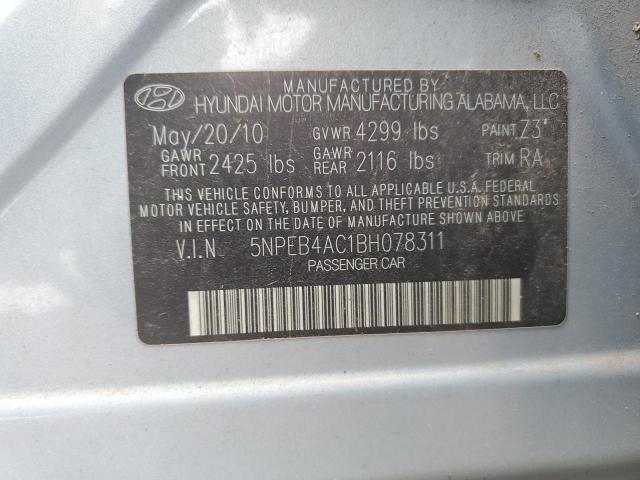 MANUFACTURED BY
HYUNDAI MOTOR MANUFACTURING ALABAMA, LLC
May/20/10 GVWR 4299 lbs PAINT Z3*
GAWR FRONT 2425 lbs GAWR REAR 2116 lbs TRIM RA
THIS VEHICLE CONFORMS TO ALL APPLICABLE U.S.A. FEDERAL
MOTOR VEHICLE SAFETY, BUMPER, AND THEFT PREVENTION STANDARDS
IN EFFECT ON THE DATE OF MANUFACTURE SHOWN ABOVE.
V.I.N 5NPEB4AC1BH078311
PASSENGER CAR